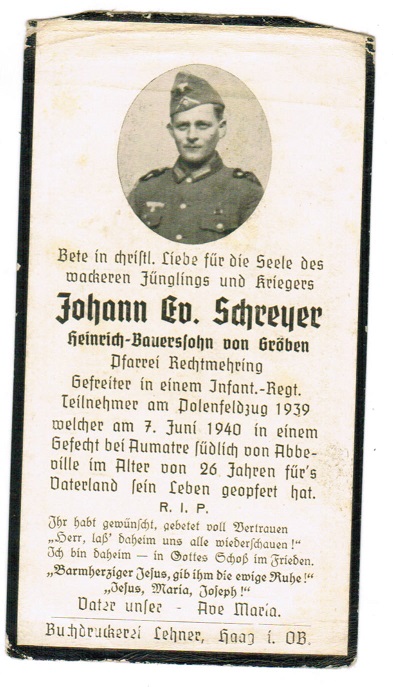 Bete in christl. Liebe für die Seele des
wackeren Jünglings und Kriegers
Johann Ev. Schreyer
Heinrich-Bauerssohn von Gröben
Pfarrei Rechtmehring
Gefreiter in einem Infant.-Regt.
Teilnehmer am Polenfeldzug 1939
welcher am 7. Juni 1940 in einem
Gefecht bei Aumatre südlich von Abbe-
ville im Alter von 26 Jahren für's
Vaterland sein Leben geopfert hat.
R. I. P.
Ihr habt gewünscht, gebetet voll Vertrauen
„Herr, laß' daheim uns alle wiederschauen!"
Ich bin daheim — in Gottes Schoß im Frieden.
„Barmherziger Jesus, gib ihm die ewige Ruhe!"
„Jesus, Maria, Joseph!"
Vater unser - Ave Maria.
Buchdruckerei Lehner, Haag i. OB.